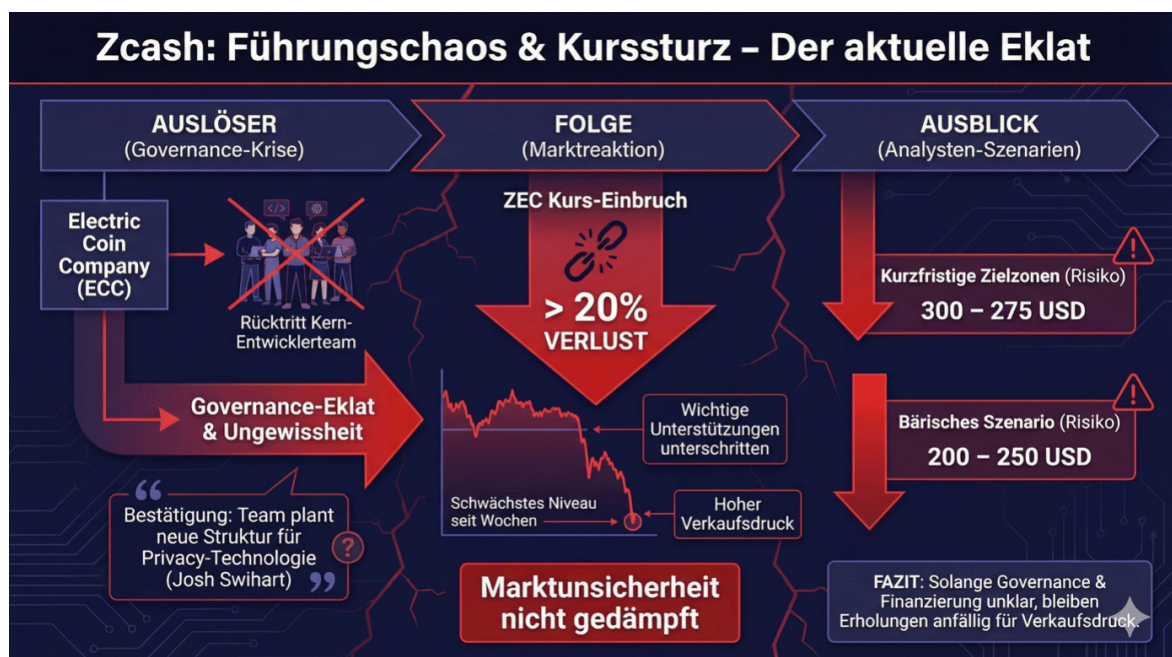 Zcash: Führungschaos & Kurssturz – Der aktuelle Eklat
AUSLÖSER
(Governance-Krise)
Electric
Coin
Company
(ECC)
</>
Rücktritt Kern-
Entwicklerteam
Governance-Eklat
& Ungewissheit
“
Bestätigung: Team plant
neue Struktur für
Privacy-Technologie
(Josh Swihart)
”
?
FOLGE
(Marktreaktion)
ZEC Kurs-Einbruch
> 20%
VERLUST
Wichtige
Unterstützungen
unterschritten
Schwächstes Niveau
seit Wochen
Hoher
Verkaufsdruck
Marktunsicherheit
nicht gedämpft
AUSBLICK
(Analysten-Szenarien)
!
Kurzfristige Zielzonen (Risiko)
300 – 275 USD
!
Bärisches Szenario (Risiko)
200 – 250 USD
FAZIT: Solange Governance &
Finanzierung unklar, bleiben
Erholungen anfällig für Verkaufsdruck.